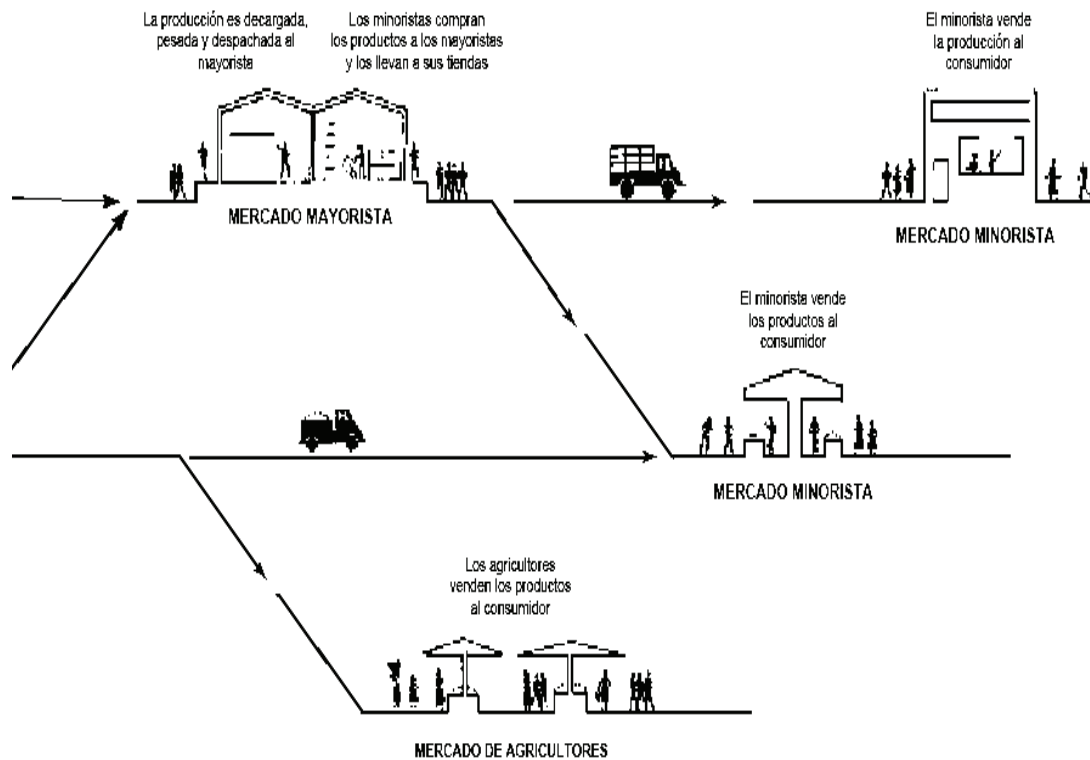 La producción es decargada,
pesada y despachada al
mayorista
Los minoristas compran
los productos a los mayoristas
y los llevan a sus tiendas
El minorista vende
la producción al
consumidor
MERCADO MAYORISTA
MERCADO MINORISTA
El minorista vende
los productos al
consumidor
MERCADO MINORISTA
Los agricultores
venden los productos
al consumidor
MERCADO DE AGRICULTORES